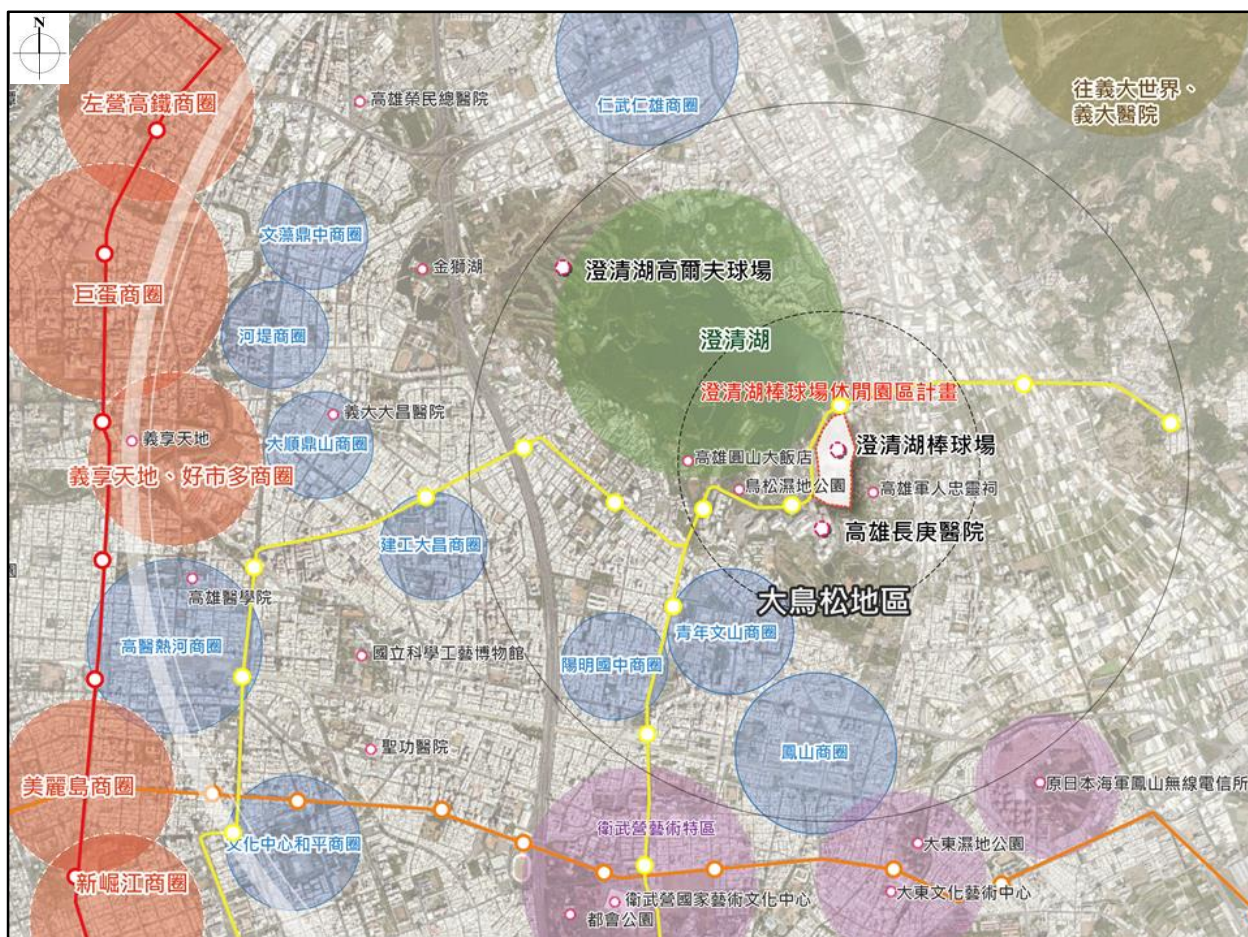 N
左營高鐵商圈
高雄榮民總醫院
仁武仁雄商圈
往義大世界、
義大醫院
文藻鼎中商圈
金獅湖
澄清湖高爾夫球場
巨蛋商圈
河堤商圈
澄清湖
澄清湖棒球場休閒園區計畫
義大大昌醫院
義享天地
大順鼎山商圈
澄清湖棒球場
高雄圓山大飯店
義享天地、好市多商圈
鳥松濕地公園
高雄軍人忠靈祠
高雄長庚醫院
建工大昌商圈
高雄醫學院
大鳥松地區
高醫熱河商圈
國立科學工藝博物館
青年文山商圈
陽明國中商圈
聖功醫院
鳳山商圈
美麗島商圈
原日本海軍鳳山無線電信所
衛武營藝術特區
文化中心和平商圈
大東濕地公園
新崛江商圈
大東文化藝術中心
衛武營國家藝術文化中心
都會公園